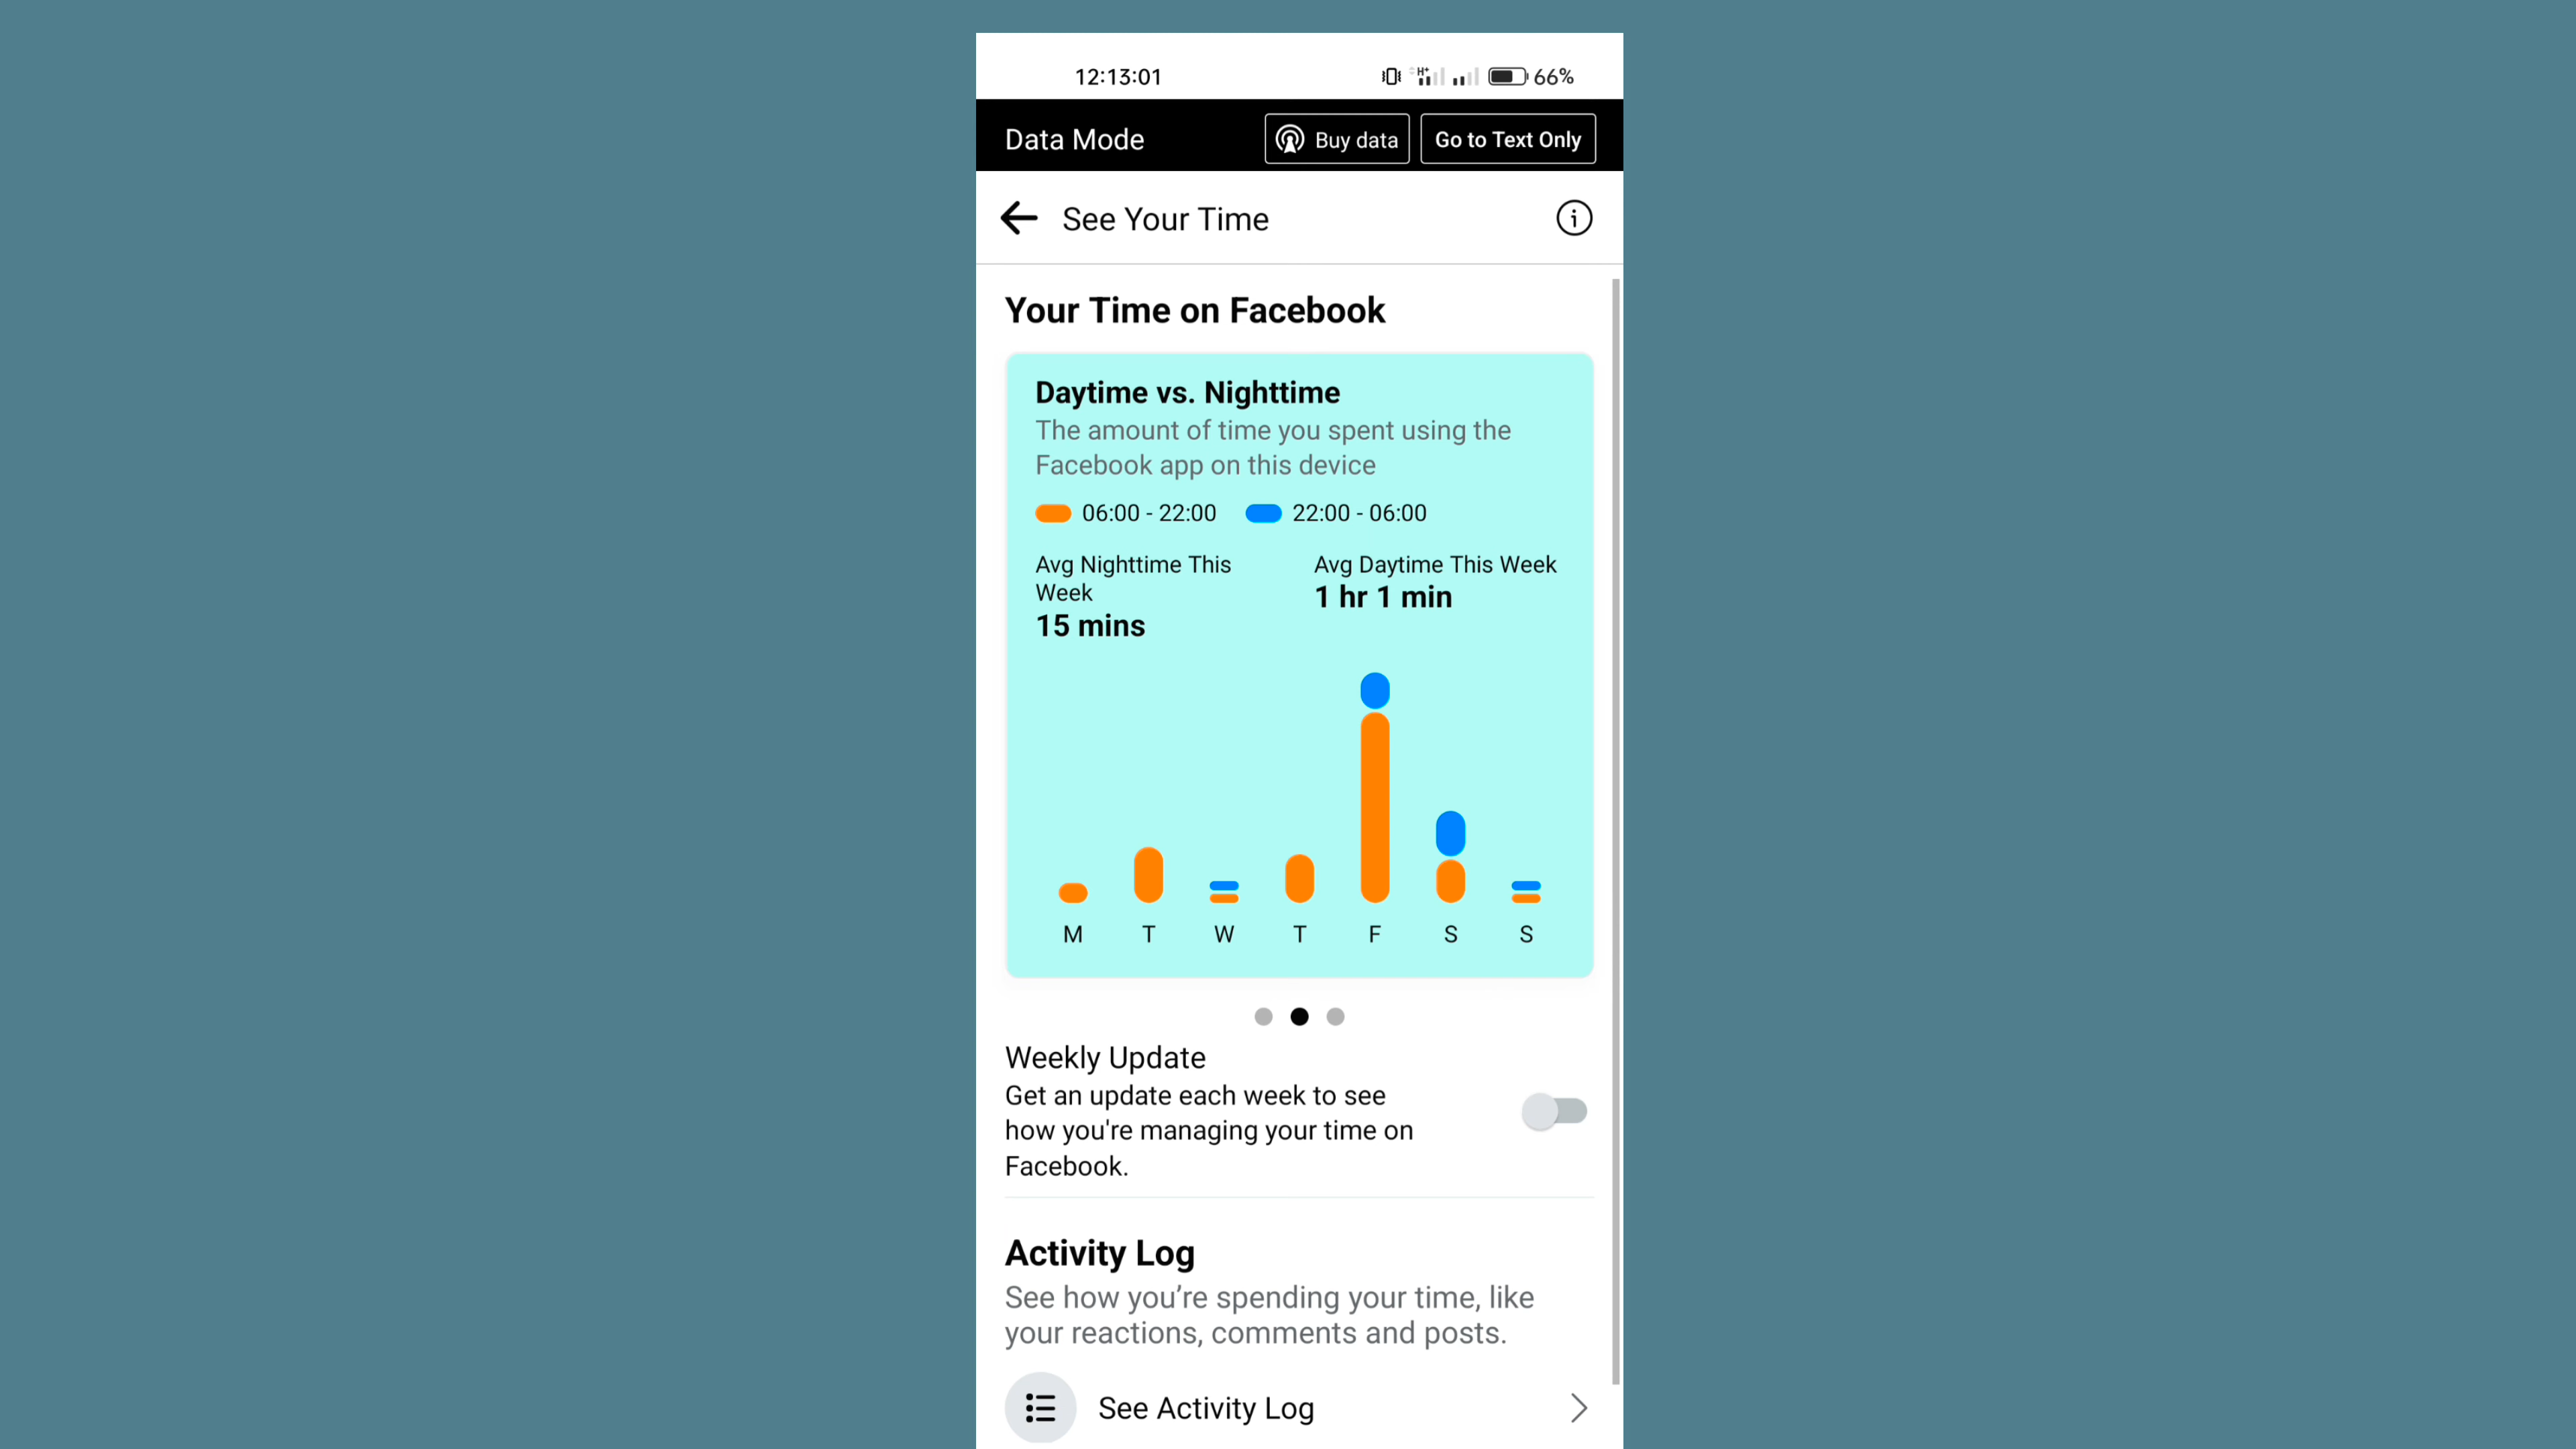 12:13:01
H+
66%
Data Mode
Buy data
Go to Text Only
See Your Time
Your Time on Facebook
Daytime vs. Nighttime
The amount of time you spent using the
Facebook app on this device
06:00 - 22:00
22:00 - 06:00
Avg Nighttime This
Week
15 mins
Avg Daytime This Week
1 hr 1 min
M T W T F S S
Weekly Update
Get an update each week to see
how you're managing your time on
Facebook.
Activity Log
See how you’re spending your time, like
your reactions, comments and posts.
See Activity Log